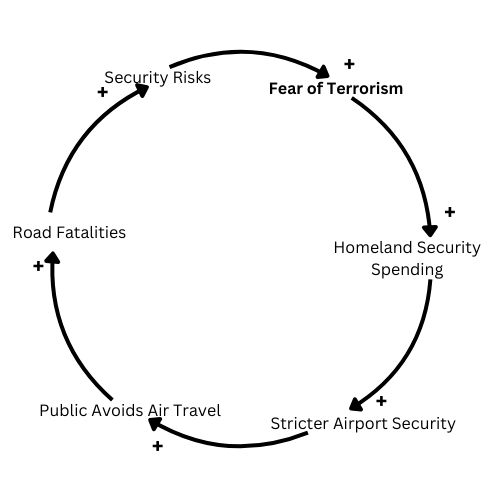 +
Security Risks
+
Fear of Terrorism
+
Homeland Security
Spending
+
Stricter Airport Security
+
Public Avoids Air Travel
+
Road Fatalities
+